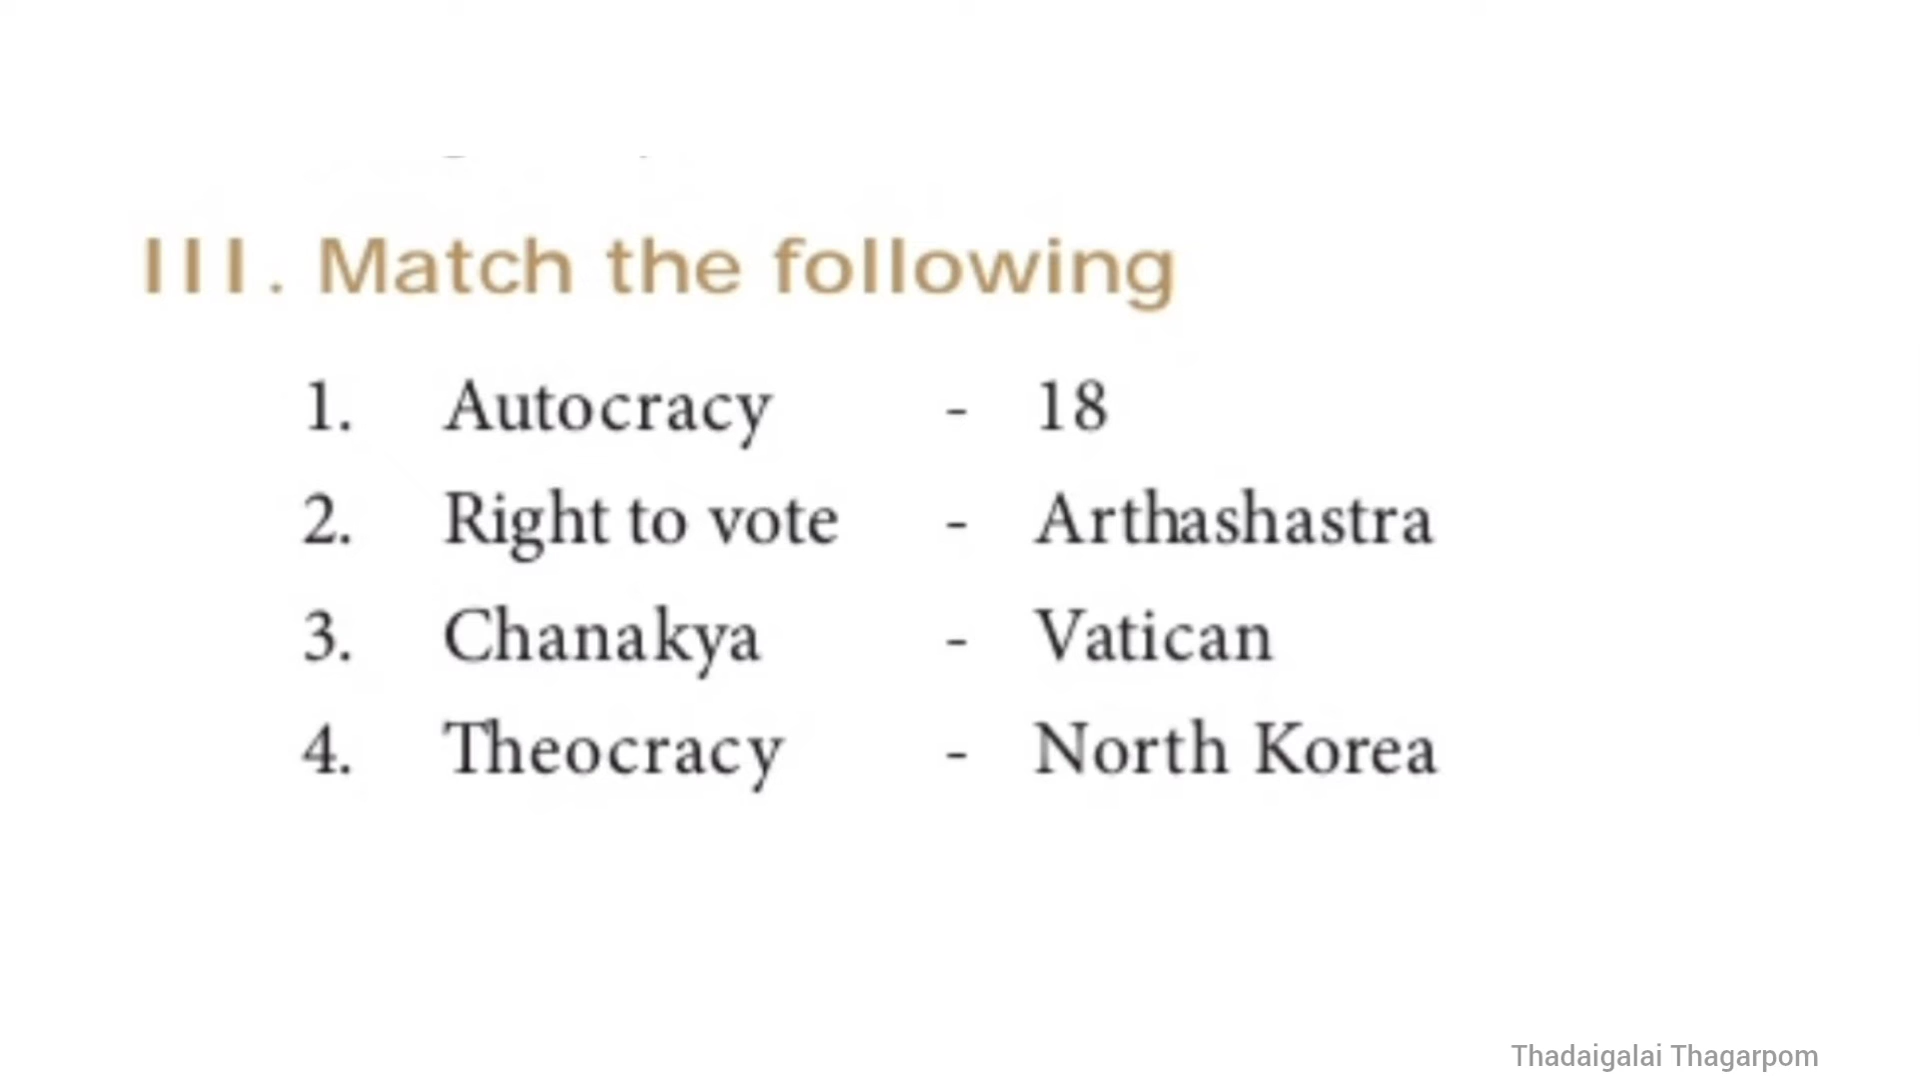 III. Match the following
1. Autocracy - 18
2. Right to vote - Arthashastra
3. Chanakya - Vatican
4. Theocracy - North Korea
Thadaigalai Thagarpom